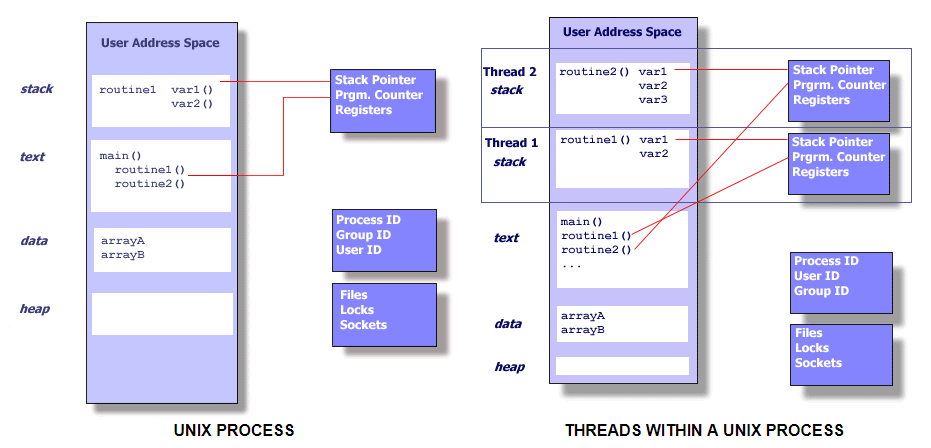 User Address Space
stack
routine1 var1()
var2()
Stack Pointer
Prgm. Counter
Registers
text
main()
routine1()
routine2()
data
arrayA
arrayB
Process ID
Group ID
User ID
heap
Files
Locks
Sockets
UNIX PROCESS
User Address Space
Thread 2
stack
routine2() var1
var2
var3
Stack Pointer
Prgrm. Counter
Registers
Thread 1
stack
routine1() var1
var2
Stack Pointer
Prgrm. Counter
Registers
text
main()
routine1()
routine2()
...
Process ID
User ID
Group ID
data
arrayA
arrayB
Files
Locks
Sockets
heap
THREADS WITHIN A UNIX PROCESS